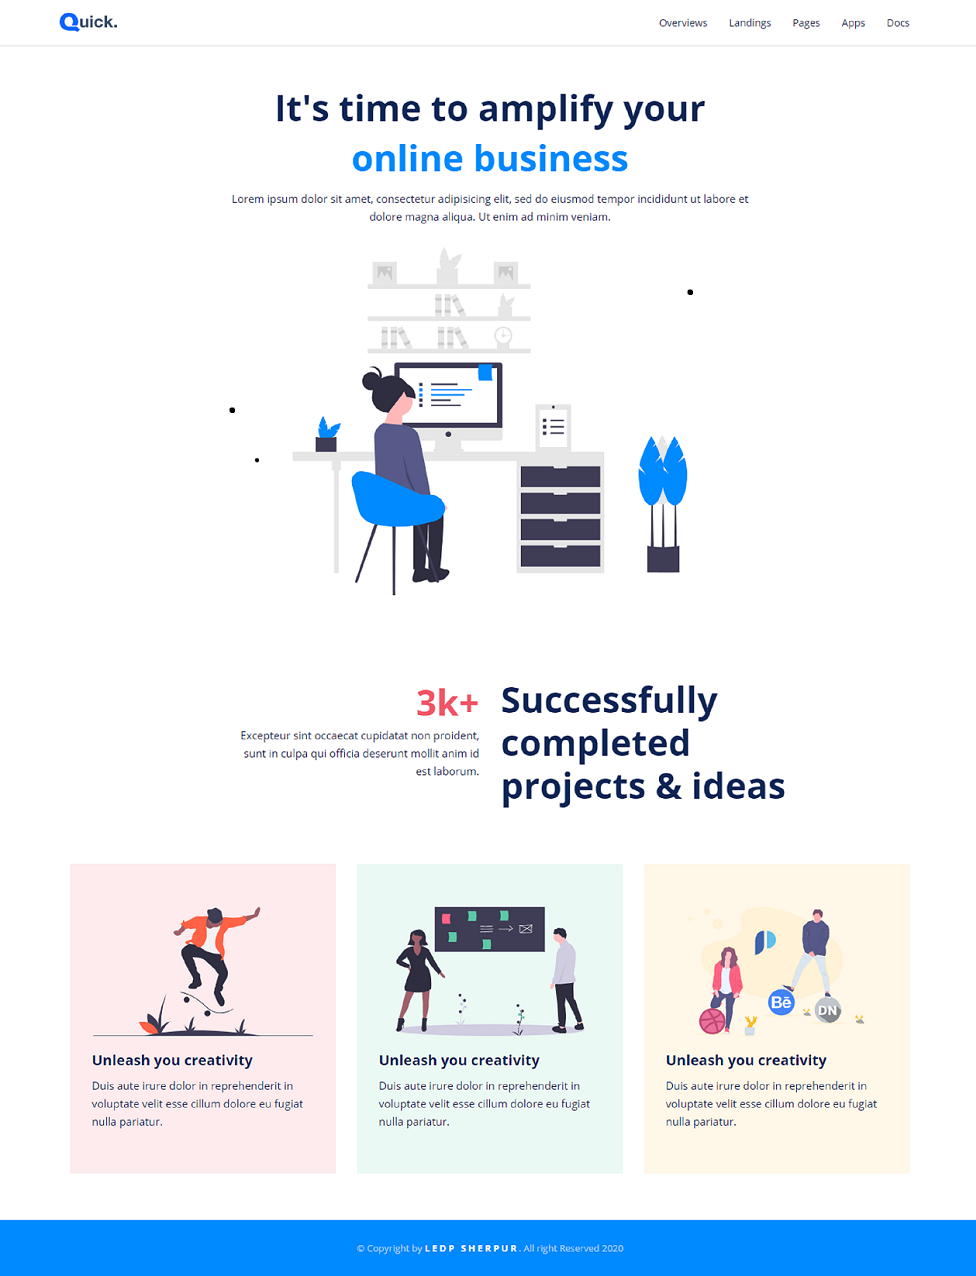 Quick.
Overviews Landings Pages Apps Docs
It's time to amplify your
online business
Lorem ipsum dolor sit amet, consectetur adipisicing elit, sed do eiusmod tempor incididunt ut labore et
dolore magna aliqua. Ut enim ad minim veniam.
3k+
Excepteur sint occaecat cupidatat non proident,
sunt in culpa qui officia deserunt mollit anim id
est laborum.
Successfully
completed
projects & ideas
Unleash you creativity
Duis aute irure dolor in reprehenderit in
voluptate velit esse cillum dolore eu fugiat
nulla pariatur.
Unleash you creativity
Duis aute irure dolor in reprehenderit in
voluptate velit esse cillum dolore eu fugiat
nulla pariatur.
Bē
DN
Unleash you creativity
Duis aute irure dolor in reprehenderit in
voluptate velit esse cillum dolore eu fugiat
nulla pariatur.
© Copyright by LEDP SHERPUR. All right Reserved 2020